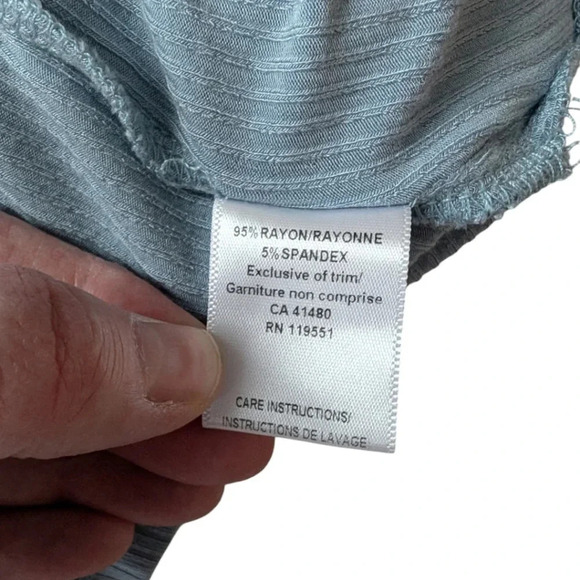 95% RAYON/RAYONNE
5% SPANDEX
Exclusive of trim/
Garniture non comprise
CA 41480
RN 119551
CARE INSTRUCTIONS/
INSTRUCTIONS DE LAVAGE